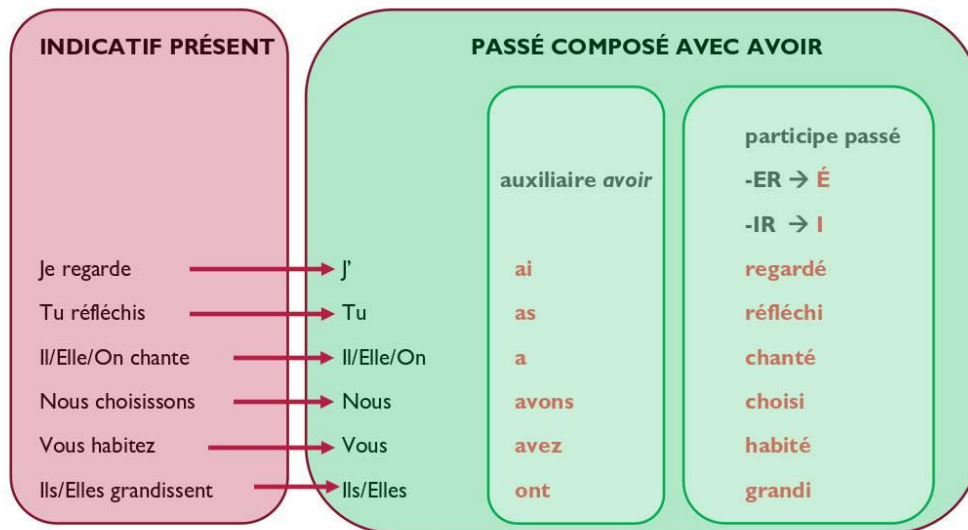 INDICATIF PRÉSENT PASSÉ COMPOSÉ AVEC AVOIR
participe passé
auxiliaire avoir -ER → É
-IR → I
Je regarde J' ai regardé
Tu réfléchis Tu as réfléchi
Il/Elle/On chante Il/Elle/On a chanté
Nous choisissons Nous avons choisi
Vous habitez Vous avez habité
Ils/Elles grandissent Ils/Elles ont grandi